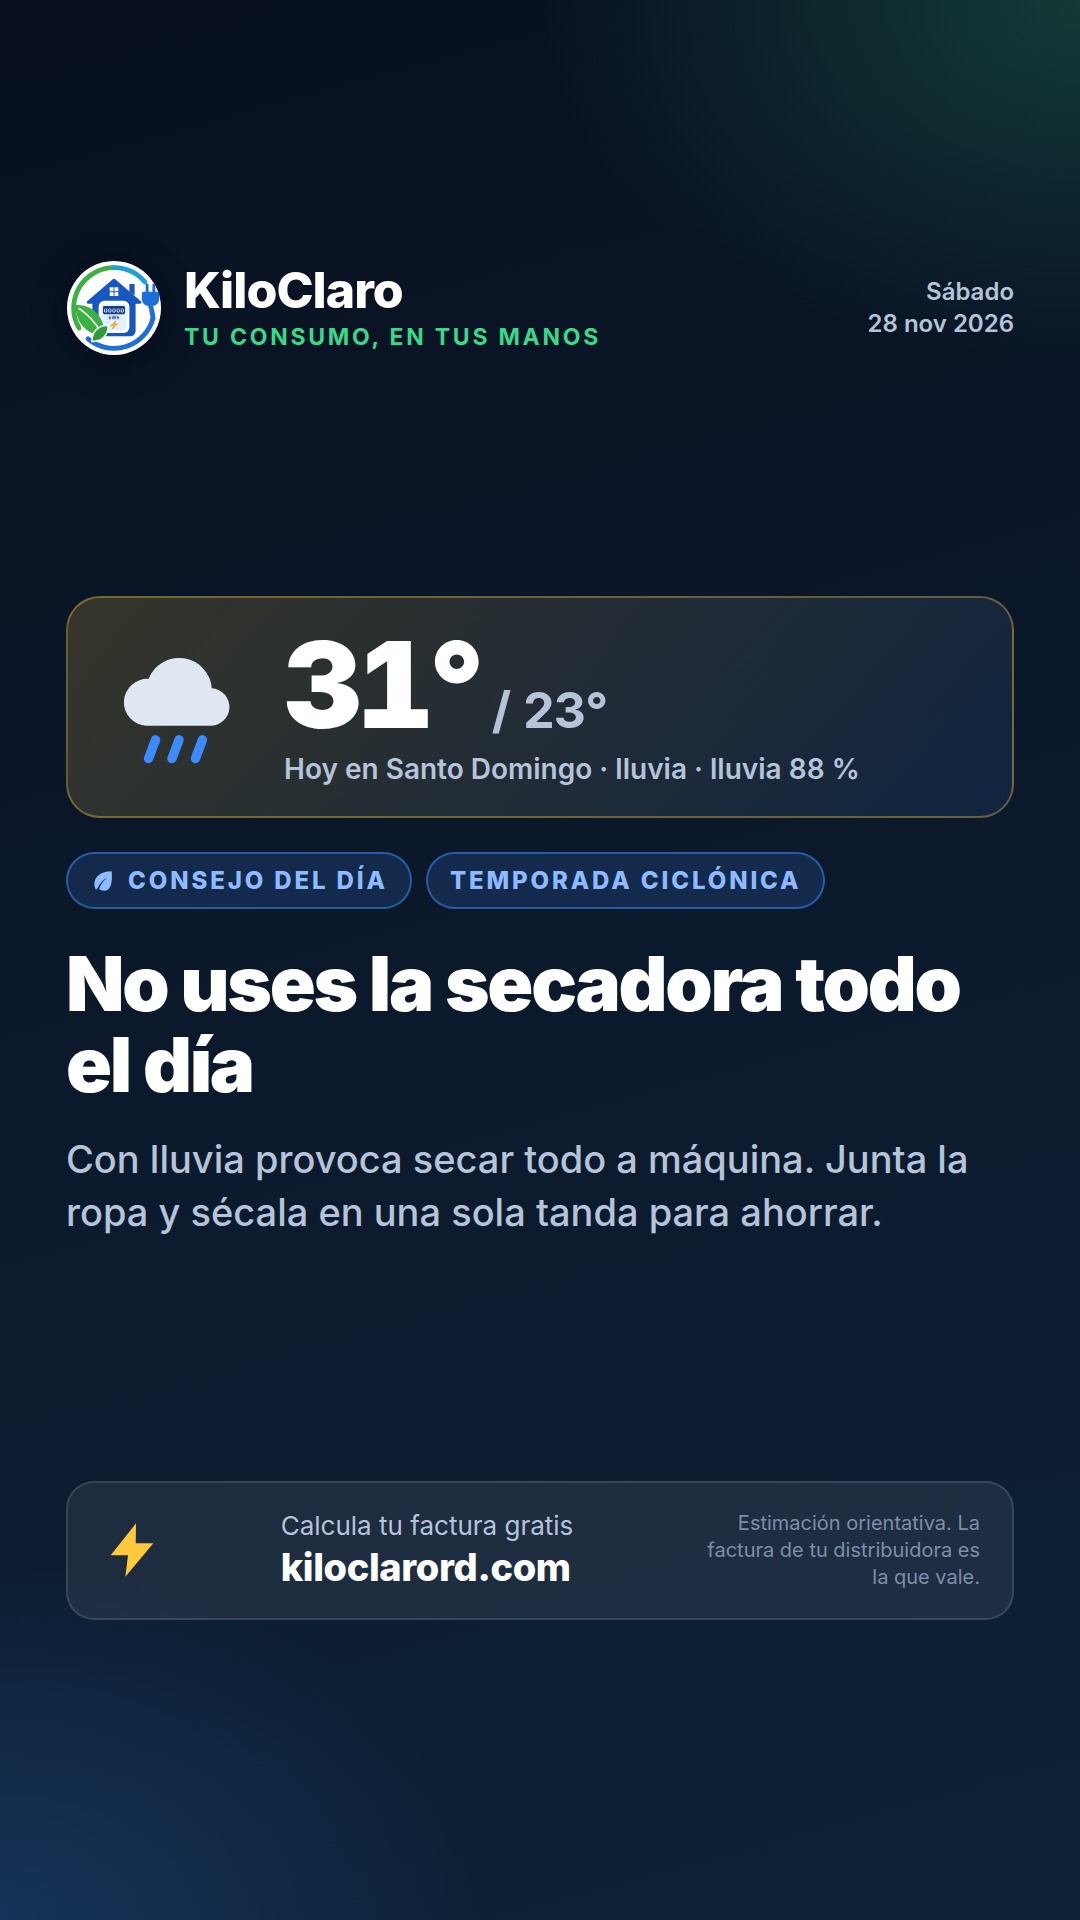 KiloClaro
TU CONSUMO, EN TUS MANOS
Sábado
28 nov 2026
31° / 23°
Hoy en Santo Domingo · lluvia · lluvia 88 %
CONSEJO DEL DÍA
TEMPORADA CICLÓNICA
No uses la secadora todo
el día
Con lluvia provoca secar todo a máquina. Junta la
ropa y sécala en una sola tanda para ahorrar.
Calcula tu factura gratis
kiloclarord.com
Estimación orientativa. La
factura de tu distribuidora es
la que vale.